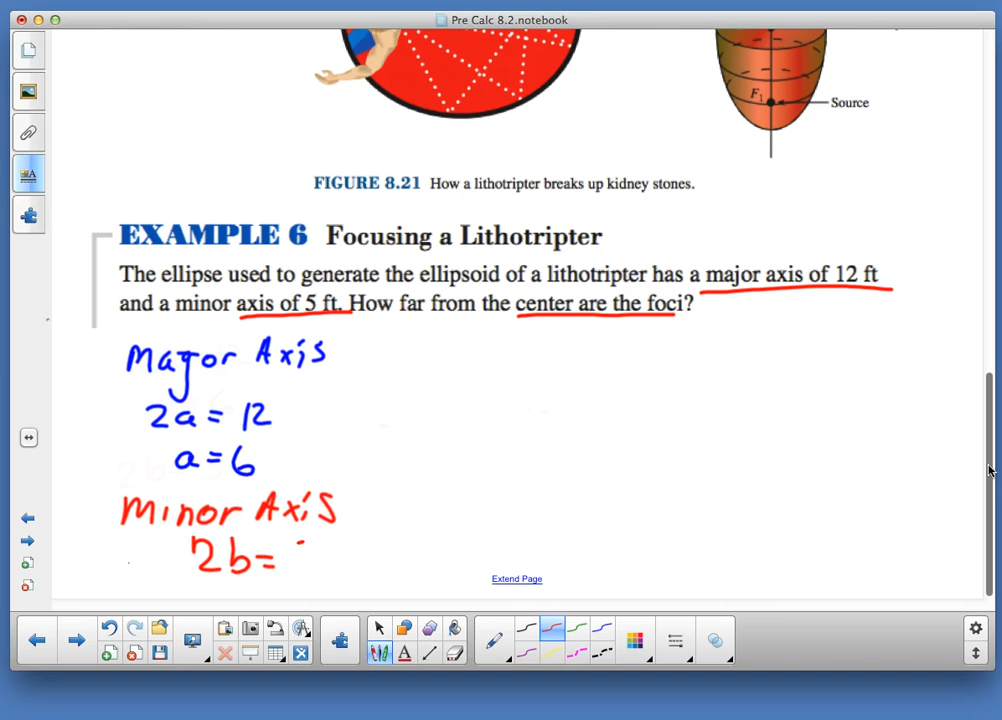 Pre Calc 8.2.notebook
F1
Source
FIGURE 8.21 How a lithotripter breaks up kidney stones.
EXAMPLE 6 Focusing a Lithotripter
The ellipse used to generate the ellipsoid of a lithotripter has a major axis of 12 ft
and a minor axis of 5 ft. How far from the center are the foci?
Major Axis
2a = 12
a = 6
Minor Axis
2b =
Extend Page